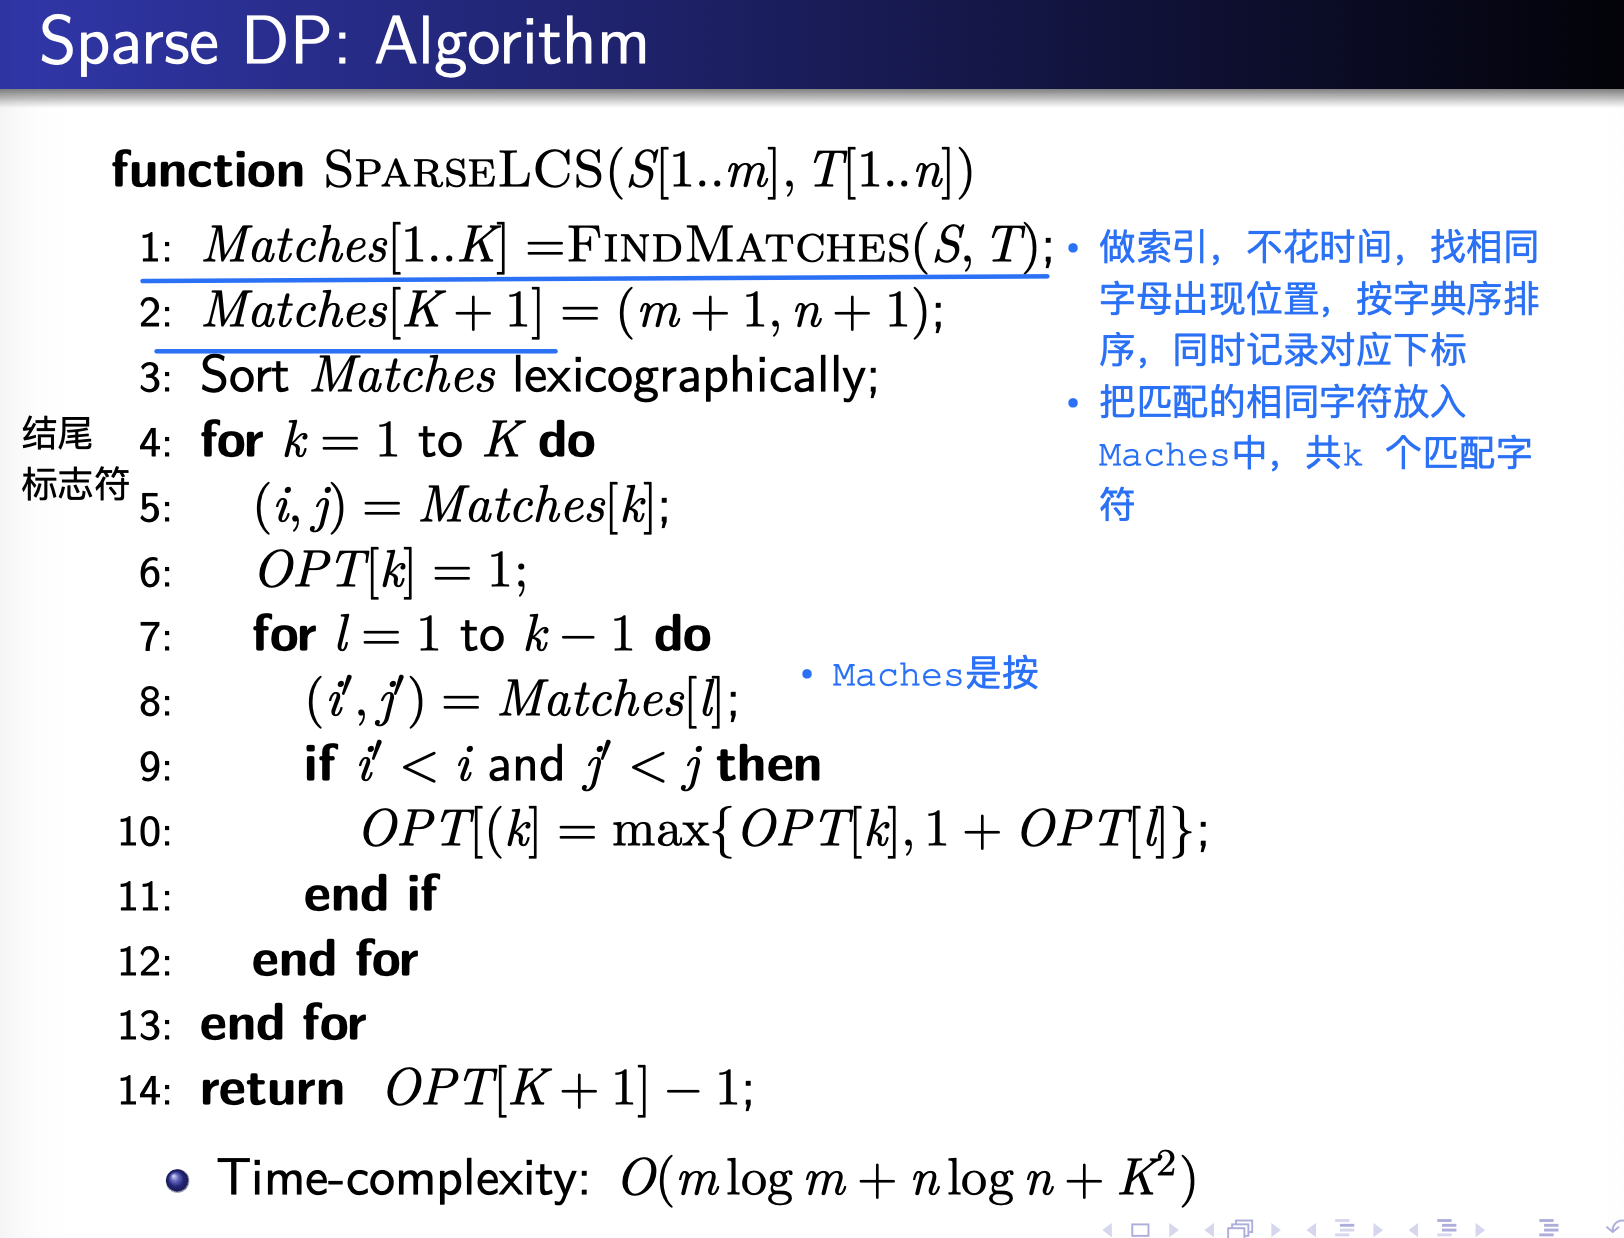 Sparse DP: Algorithm
function SPARSELCS(S[1..m], T[1..n])
1: Matches[1..K] =FINDMATCHES(S, T);
2: Matches[K + 1] = (m + 1, n + 1);
3: Sort Matches lexicographically;
4: for k = 1 to K do
5: (i, j) = Matches[k];
6: OPT[k] = 1;
7: for l = 1 to k − 1 do
8: (i′, j′) = Matches[l];
9: if i′ < i and j′ < j then
10: OPT[(k] = max{OPT[k], 1 + OPT[l]};
11: end if
12: end for
13: end for
14: return OPT[K + 1] − 1;
• Time-complexity: O(m log m + n log n + K²)
• 做索引，不花时间，找相同
字母出现位置，按字典序排
序，同时记录对应下标
• 把匹配的相同字符放入
Maches中，共k 个匹配字
符
结尾
标志符
• Maches是按